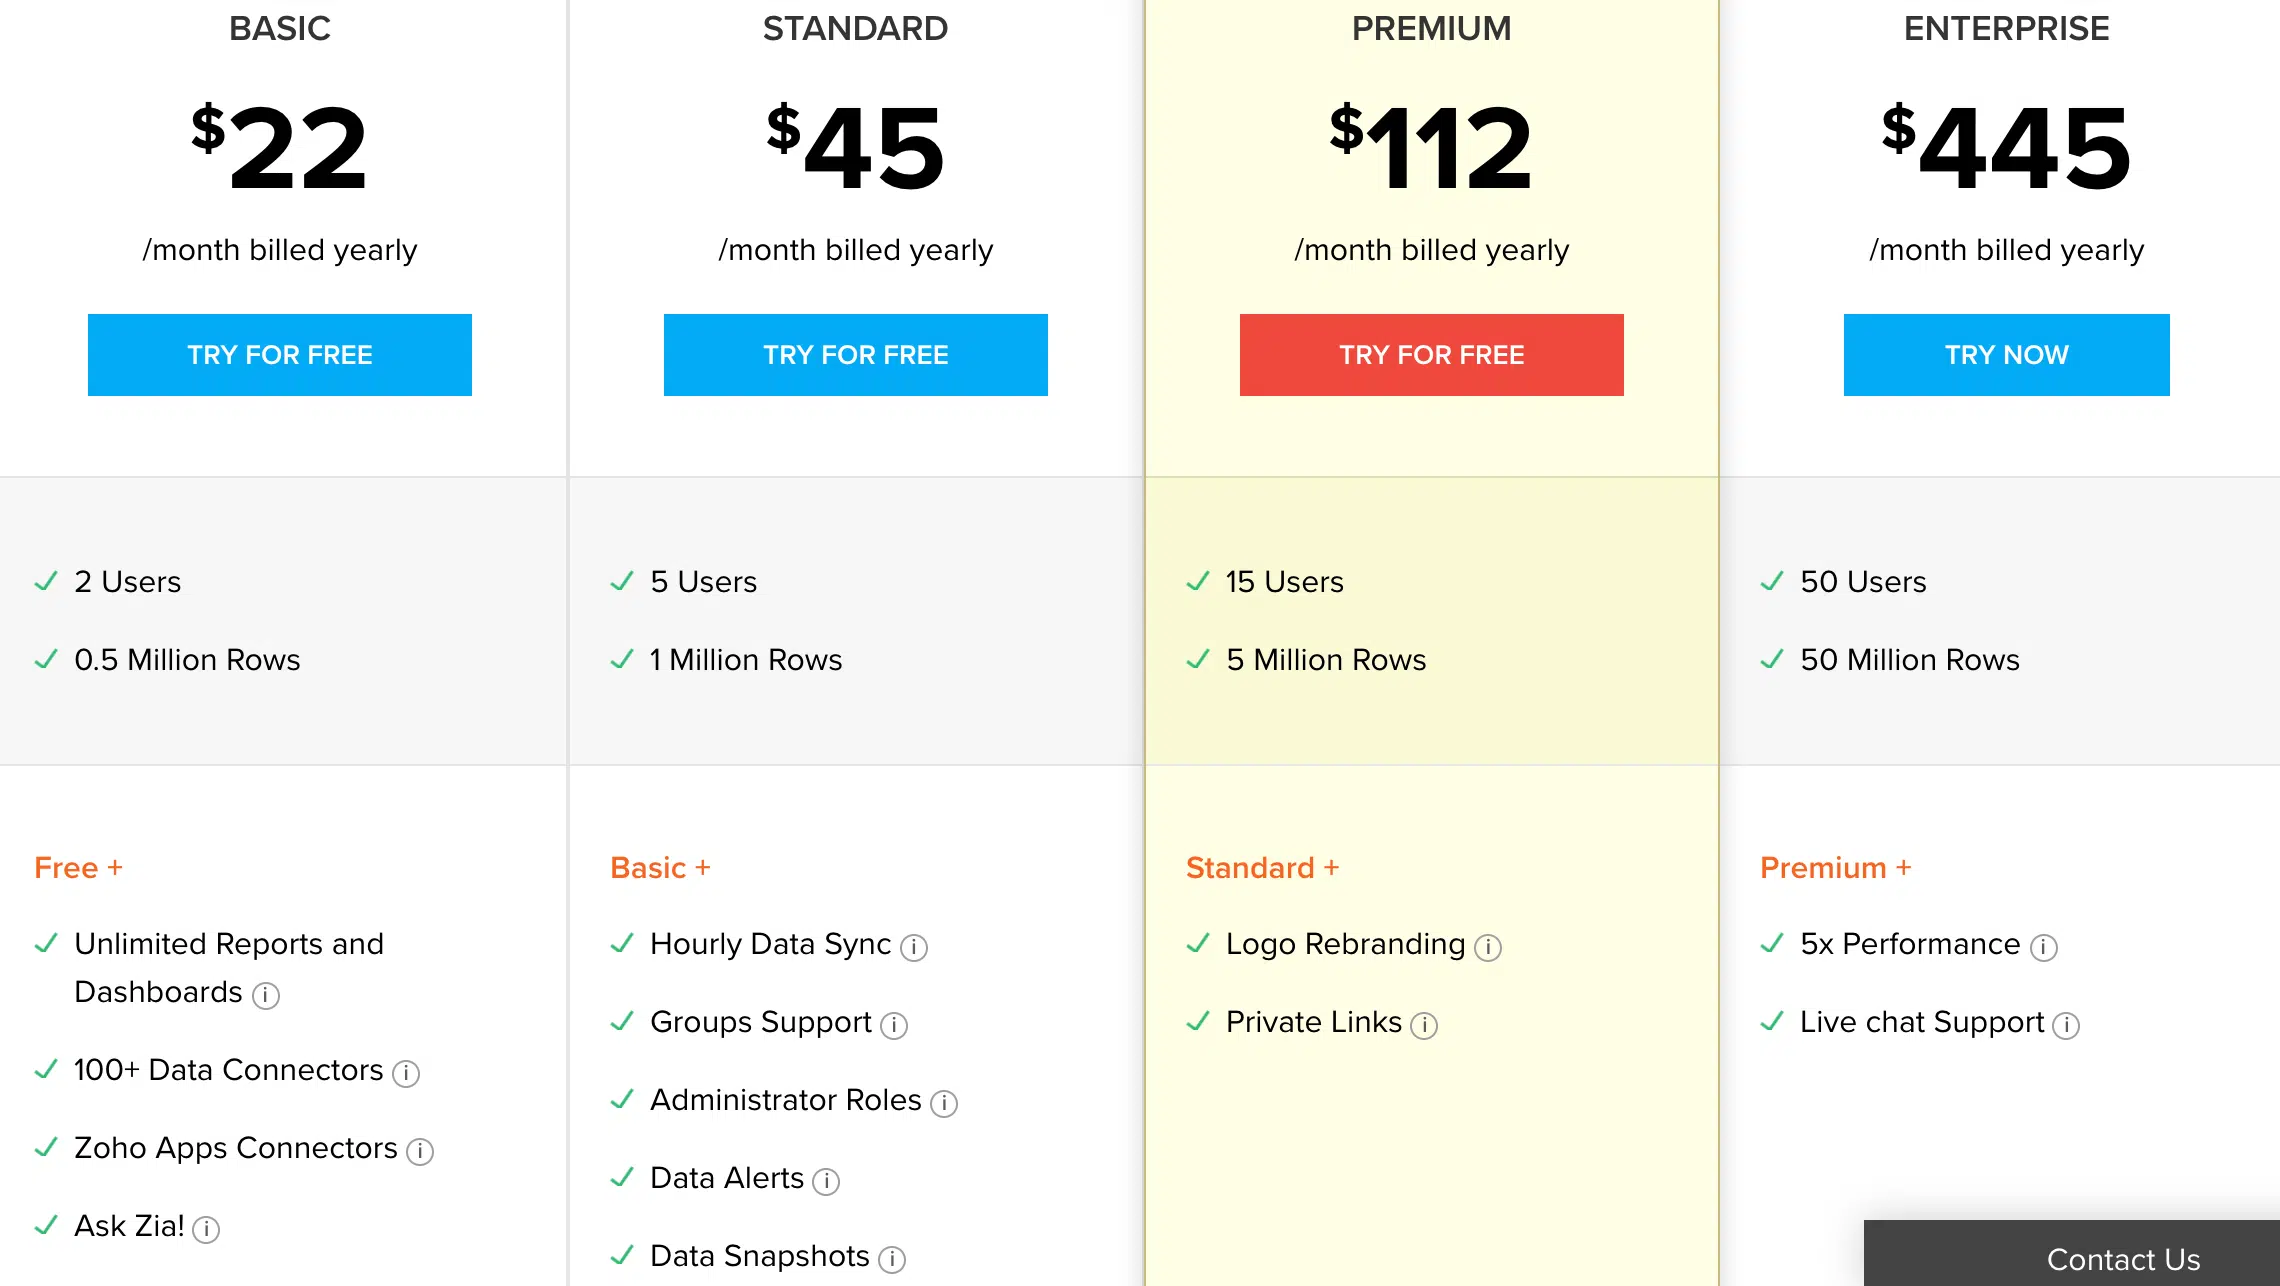 BASIC
$22
/month billed yearly
TRY FOR FREE
2 Users
0.5 Million Rows
Free +
Unlimited Reports and
Dashboards i
100+ Data Connectors i
Zoho Apps Connectors i
Ask Zia! i
STANDARD
$45
/month billed yearly
TRY FOR FREE
5 Users
1 Million Rows
Basic +
Hourly Data Sync i
Groups Support i
Administrator Roles i
Data Alerts i
Data Snapshots i
PREMIUM
$112
/month billed yearly
TRY FOR FREE
15 Users
5 Million Rows
Standard +
Logo Rebranding i
Private Links i
ENTERPRISE
$445
/month billed yearly
TRY NOW
50 Users
50 Million Rows
Premium +
5x Performance i
Live chat Support i
Contact Us